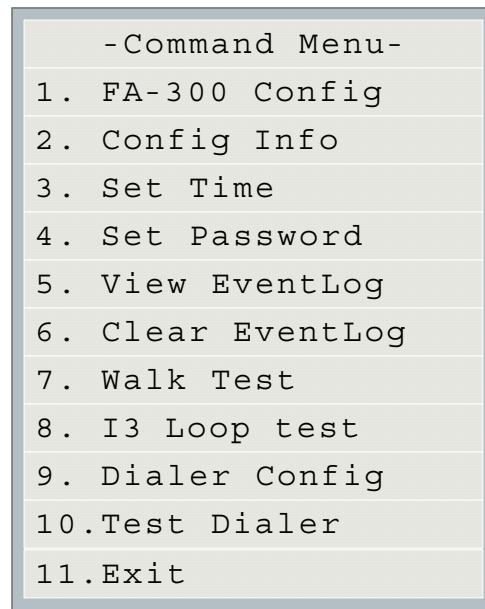 -Command Menu-
1. FA-300 Config
2. Config Info
3. Set Time
4. Set Password
5. View EventLog
6. Clear EventLog
7. Walk Test
8. I3 Loop test
9. Dialer Config
10.Test Dialer
11.Exit